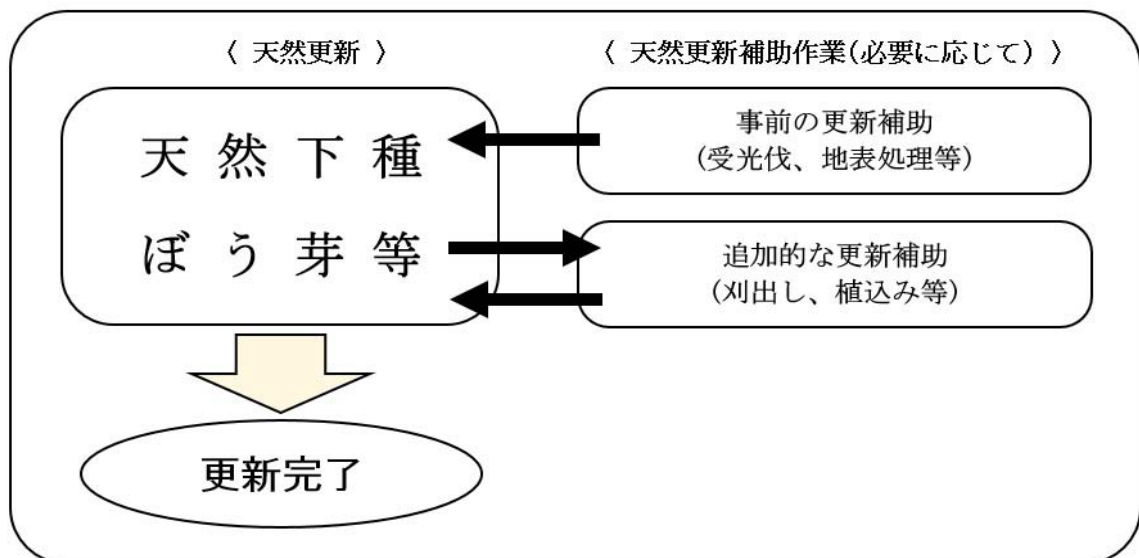 〈 天然更新 〉
〈 天然更新補助作業(必要に応じて) 〉
天然下種
ぼう芽等
事前の更新補助
(受光伐、地表処理等)
追加的な更新補助
(刈出し、植込み等)
更新完了